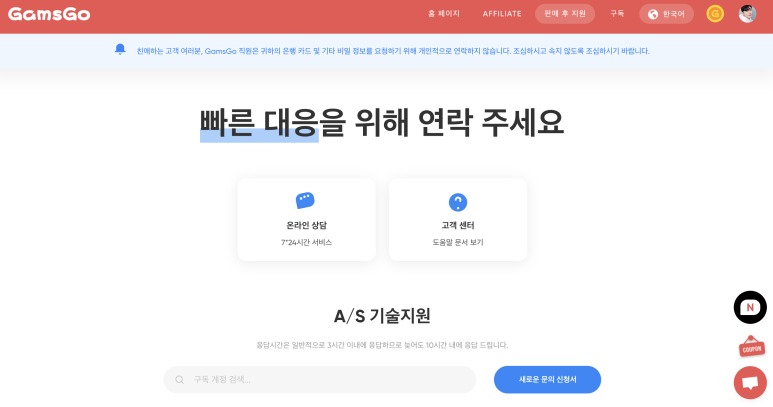 GamsGo
홈 페이지
AFFILIATE
판매 후 지원
구독
한국어
G
친애하는 고객 여러분, GamsGo 직원은 귀하의 은행 카드 및 기타 비밀 정보를 요청하기 위해 개인적으로 연락하지 않습니다. 조심하시고 속지 않도록 조심하시기 바랍니다.
빠른 대응을 위해 연락 주세요
온라인 상담
7*24시간 서비스
고객 센터
도움말 문서 보기
N
A/S 기술지원
응답시간은 일반적으로 3시간 이내에 응답하므로 늦어도 10시간 내에 응답 드립니다.
COUPON
구독 계정 검색...
새로운 문의 신청서